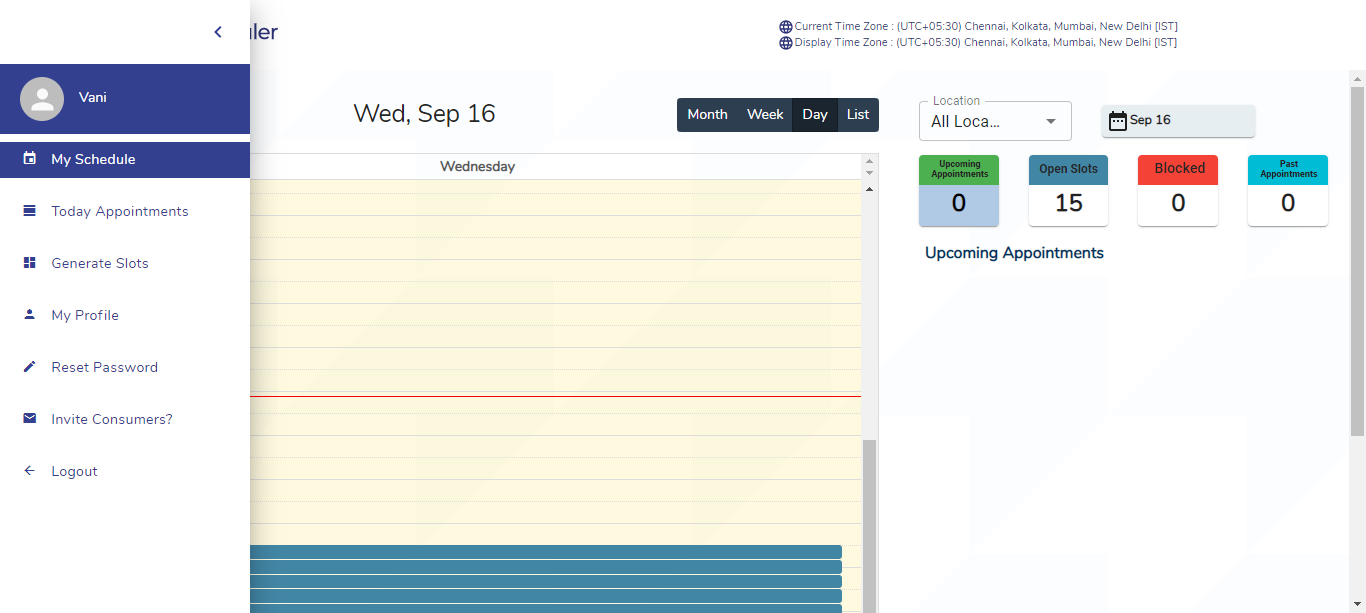 ler
Current Time Zone : (UTC+05:30) Chennai, Kolkata, Mumbai, New Delhi [IST]
Display Time Zone : (UTC+05:30) Chennai, Kolkata, Mumbai, New Delhi [IST]
Vani
My Schedule
Today Appointments
Generate Slots
My Profile
Reset Password
Invite Consumers?
Logout
Wed, Sep 16
Month Week Day List
Wednesday
Location
All Loca...
Sep 16
Upcoming
Appointments
0
Open Slots
15
Blocked
0
Past
Appointments
0
Upcoming Appointments